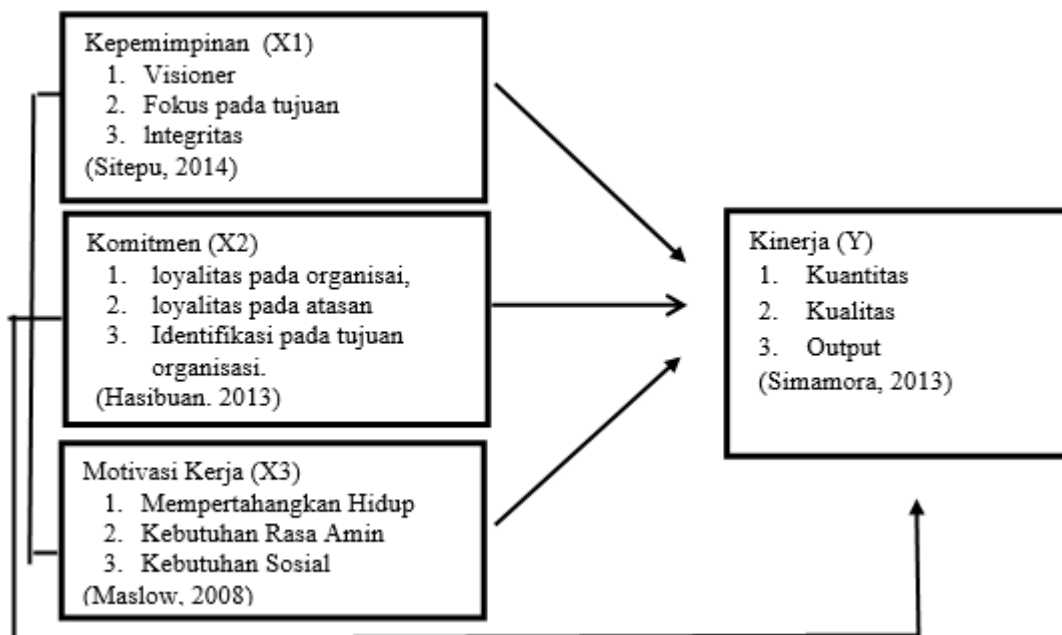 Kepemimpinan (X1)
1. Visioner
2. Fokus pada tujuan
3. Integritas
(Sitepu, 2014)
Komitmen (X2)
1. loyalitas pada organisai,
2. loyalitas pada atasan
3. Identifikasi pada tujuan
organisasi.
(Hasibuan. 2013)
Motivasi Kerja (X3)
1. Mempertahangkan Hidup
2. Kebutuhan Rasa Amin
3. Kebutuhan Sosial
(Maslow, 2008)
Kinerja (Y)
1. Kuantitas
2. Kualitas
3. Output
(Simamora, 2013)